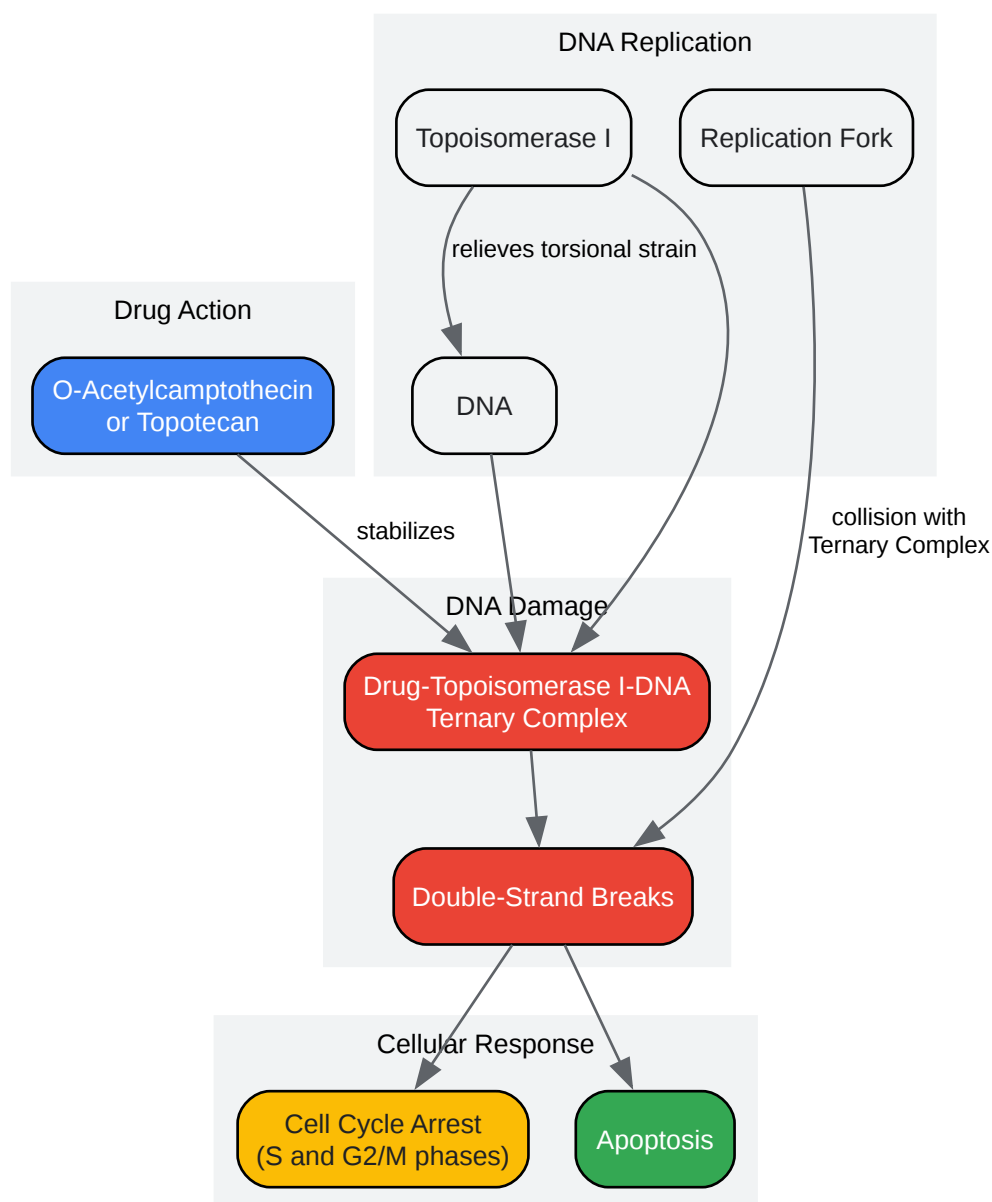 DNA Replication
Topoisomerase I
Replication Fork
relieves torsional strain
Drug Action
O-Acetylcamptothecin
or Topotecan
DNA
stabilizes
collision with
Ternary Complex
DNA Damage
Drug-Topoisomerase I-DNA
Ternary Complex
Double-Strand Breaks
Cellular Response
Cell Cycle Arrest
(S and G2/M phases)
Apoptosis